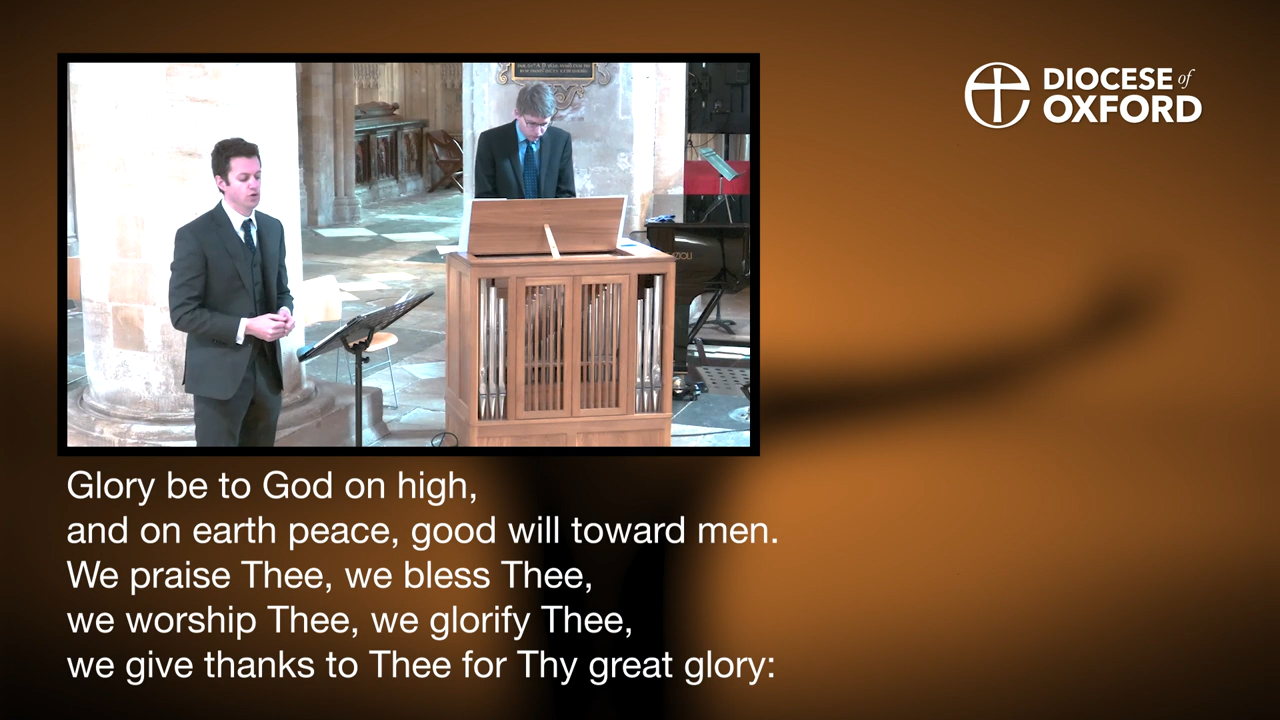 DIOCESE of
OXFORD
Glory be to God on high,
and on earth peace, good will toward men.
We praise Thee, we bless Thee,
we worship Thee, we glorify Thee,
we give thanks to Thee for Thy great glory: